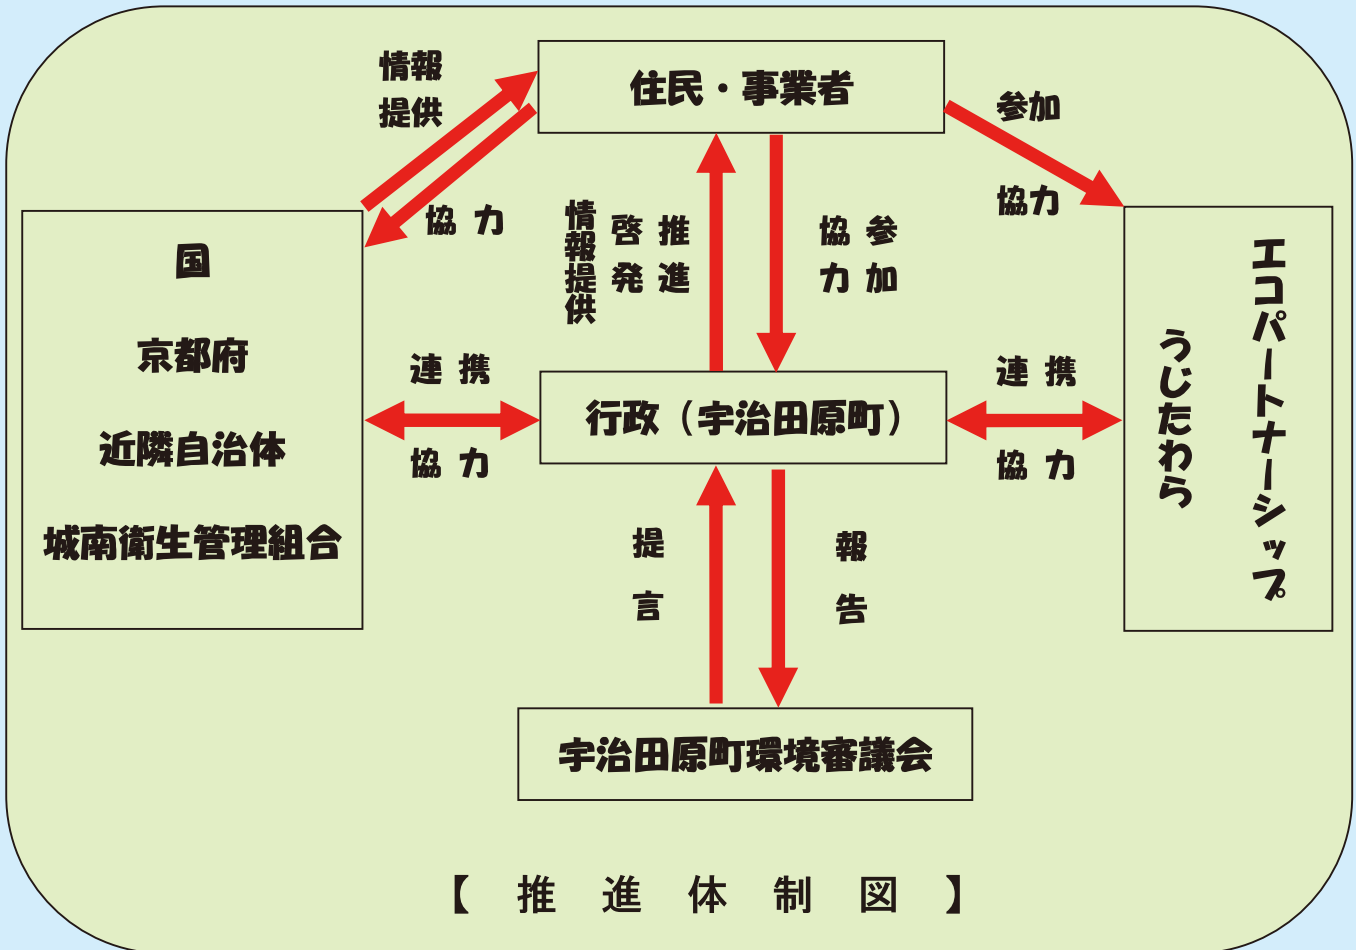 住民・事業者
情報
提供
協力
参加
協力
推進
啓発
情報提供
参加
協力
国
京都府
近隣自治体
城南衛生管理組合
連携
協力
行政（宇治田原町）
連携
協力
エコパートナーシップ
うじたわら
提言
報告
宇治田原町環境審議会
【推進体制図】